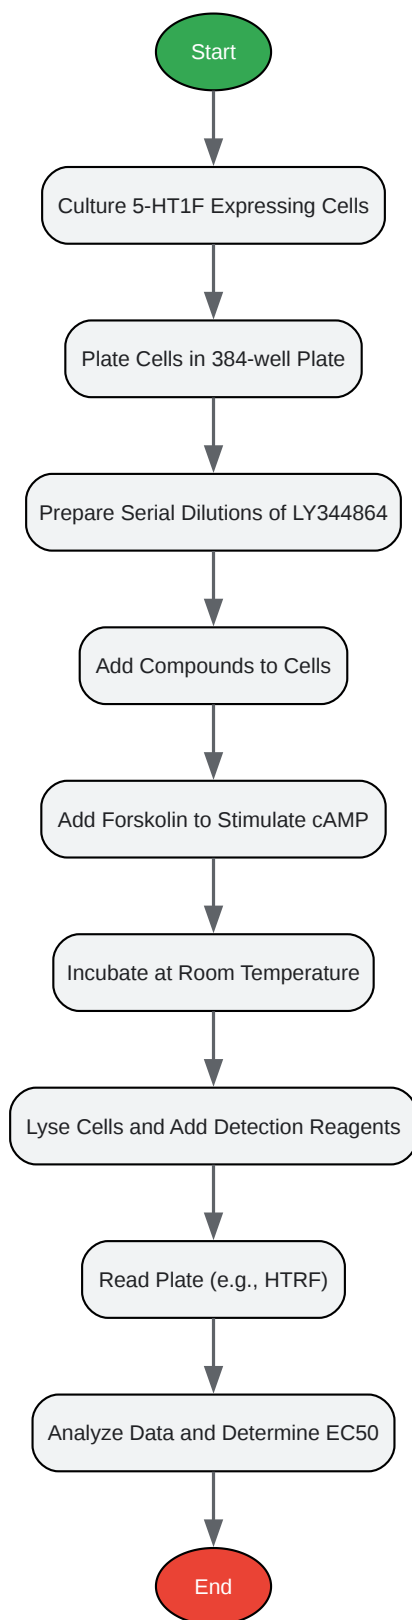 Start
Culture 5-HT1F Expressing Cells
Plate Cells in 384-well Plate
Prepare Serial Dilutions of LY344864
Add Compounds to Cells
Add Forskolin to Stimulate cAMP
Incubate at Room Temperature
Lyse Cells and Add Detection Reagents
Read Plate (e.g., HTRF)
Analyze Data and Determine EC50
End